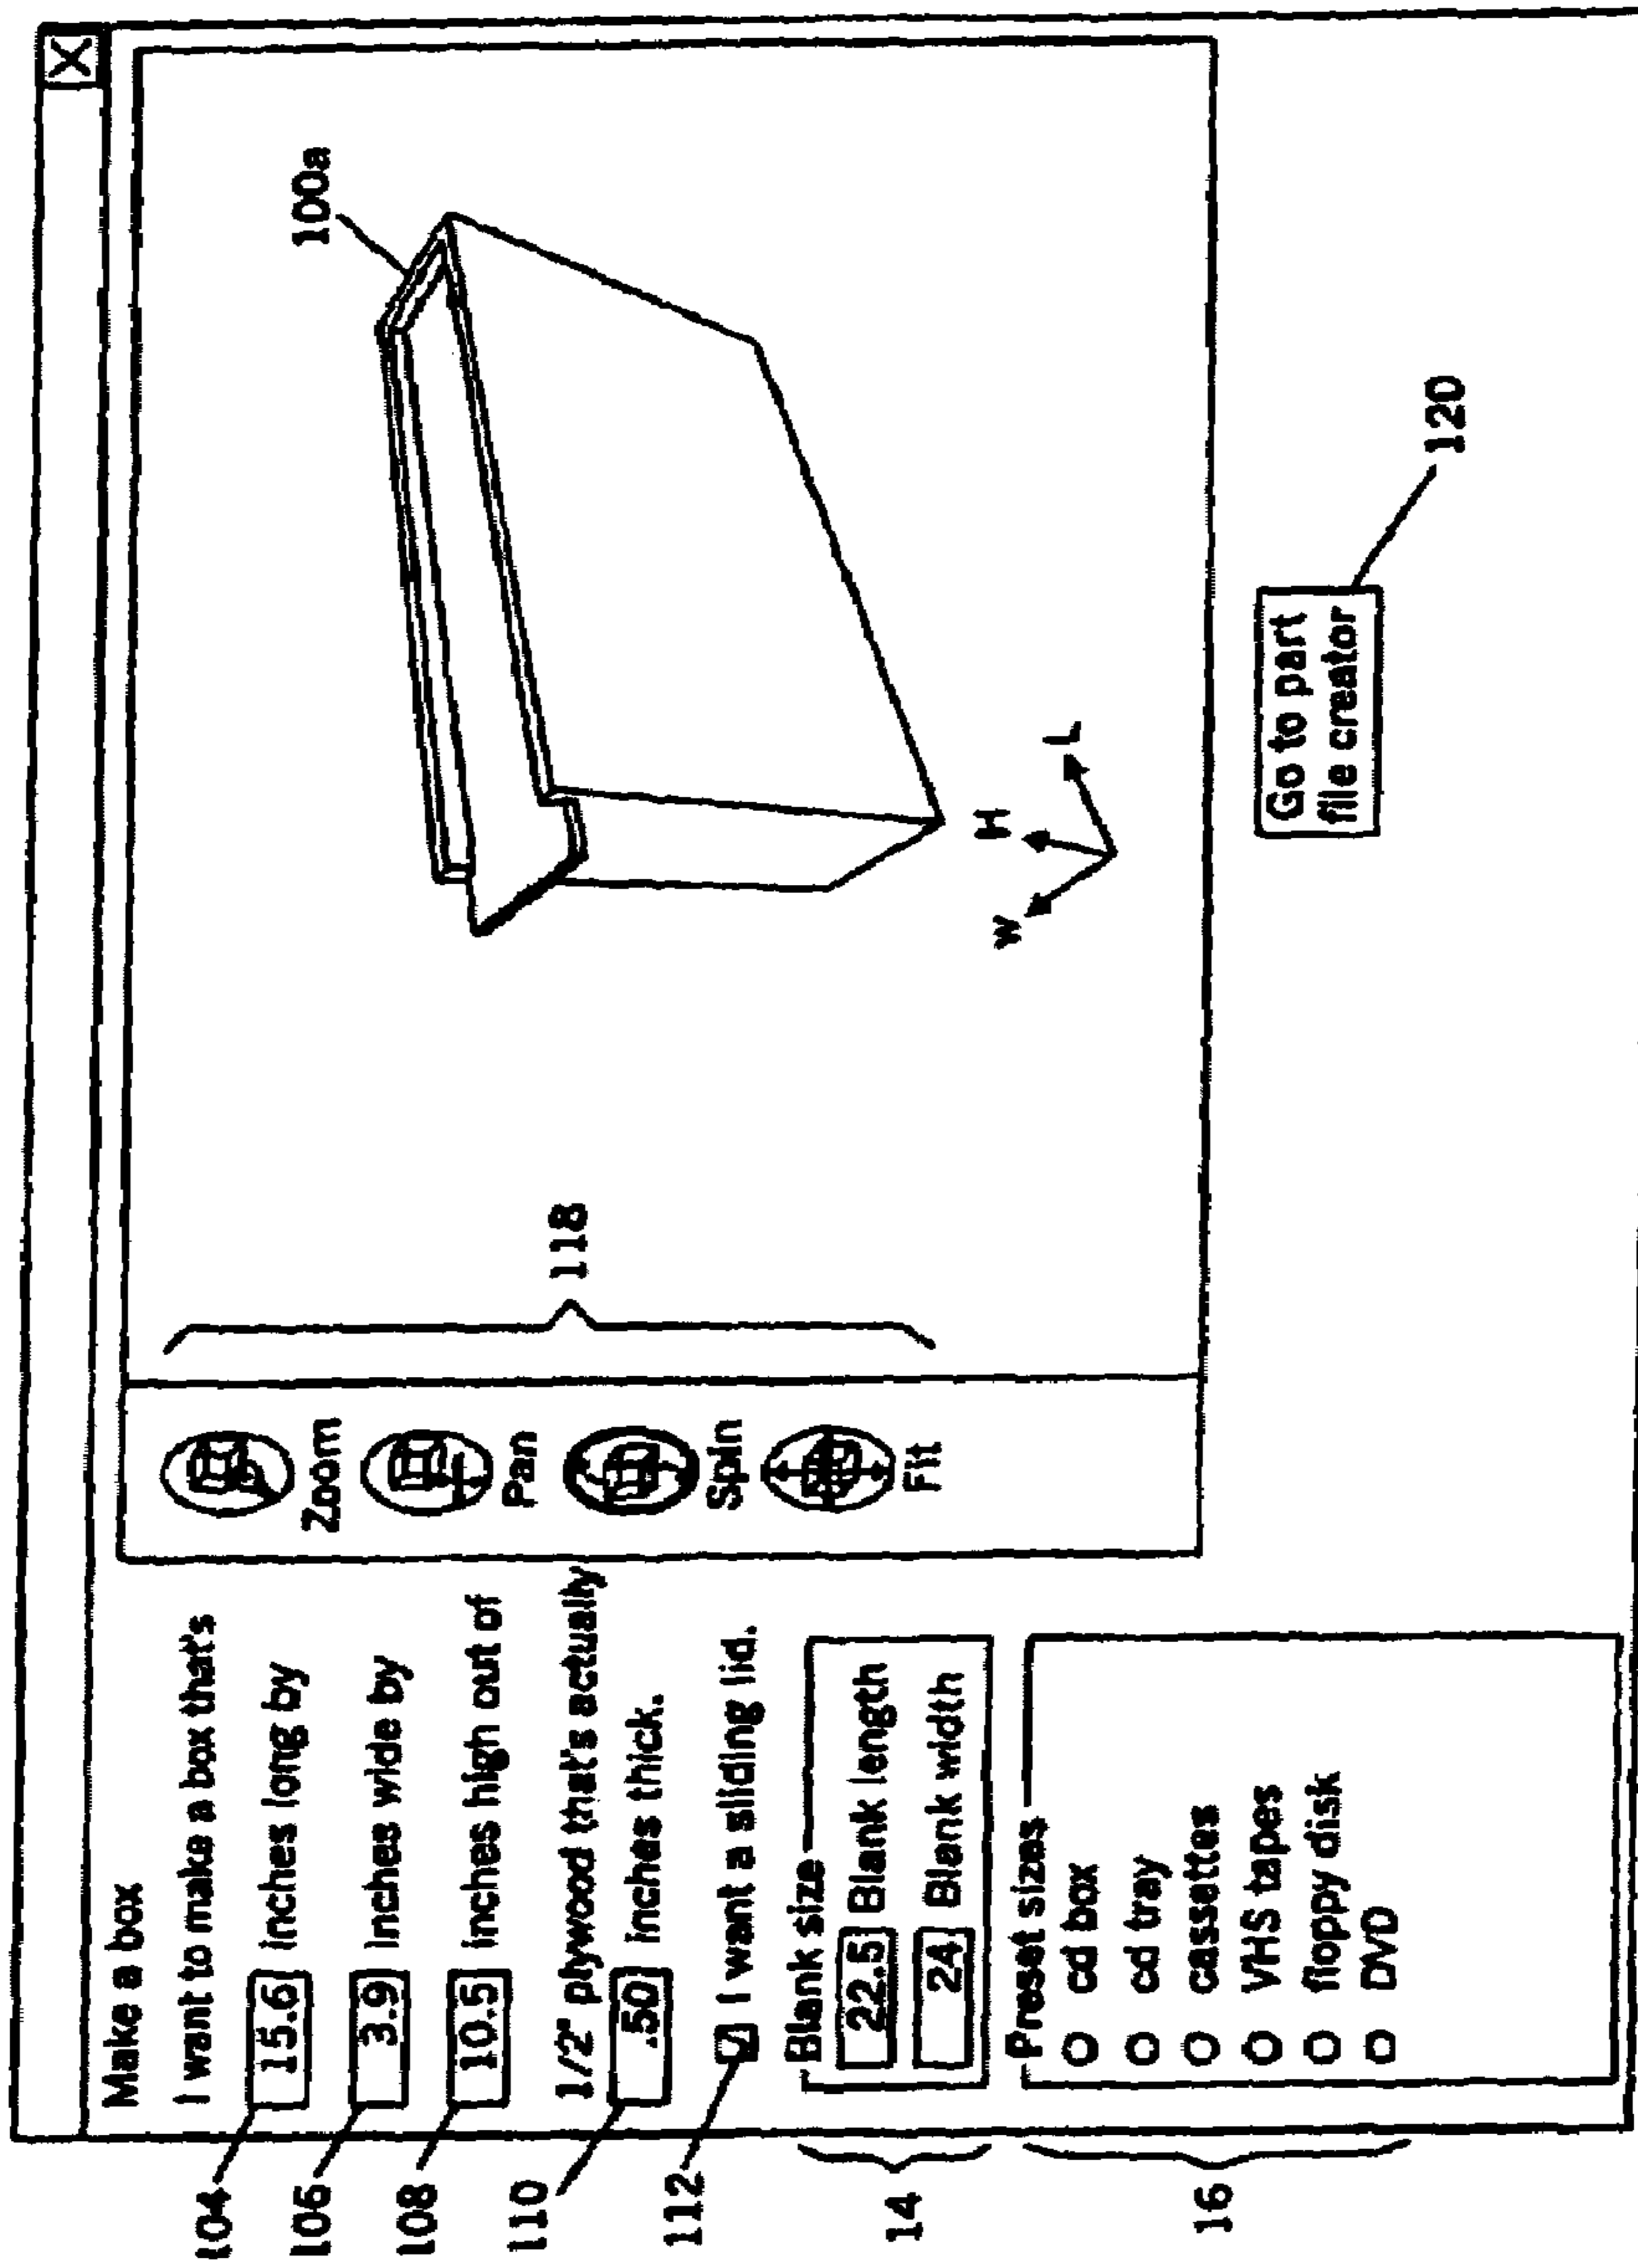 Make a box
I want to make a box that's
104
15.6 inches long by
106
3.9 inches wide by
108
10.5 inches high out of
1/2" plywood that's actually
110
.50 inches thick.
112
I want a sliding lid.
Blank size
14
22.5 Blank length
24 Blank width
Preset sizes
16
cd box
cd tray
cassettes
VHS tapes
floppy disk
DVD
Zoom
Pan
Spin
Fit
118
100a
W
H
L
Go to part
file creator
120
X